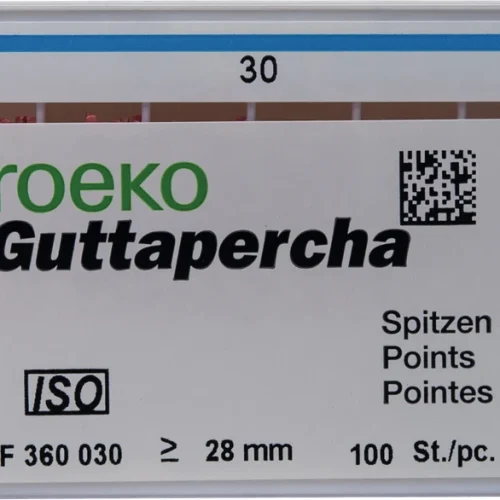 30
roeko
Guttapercha
Spitzen
Points
Pointes
ISO
F 360 030 ≥ 28 mm 100 St./pc.